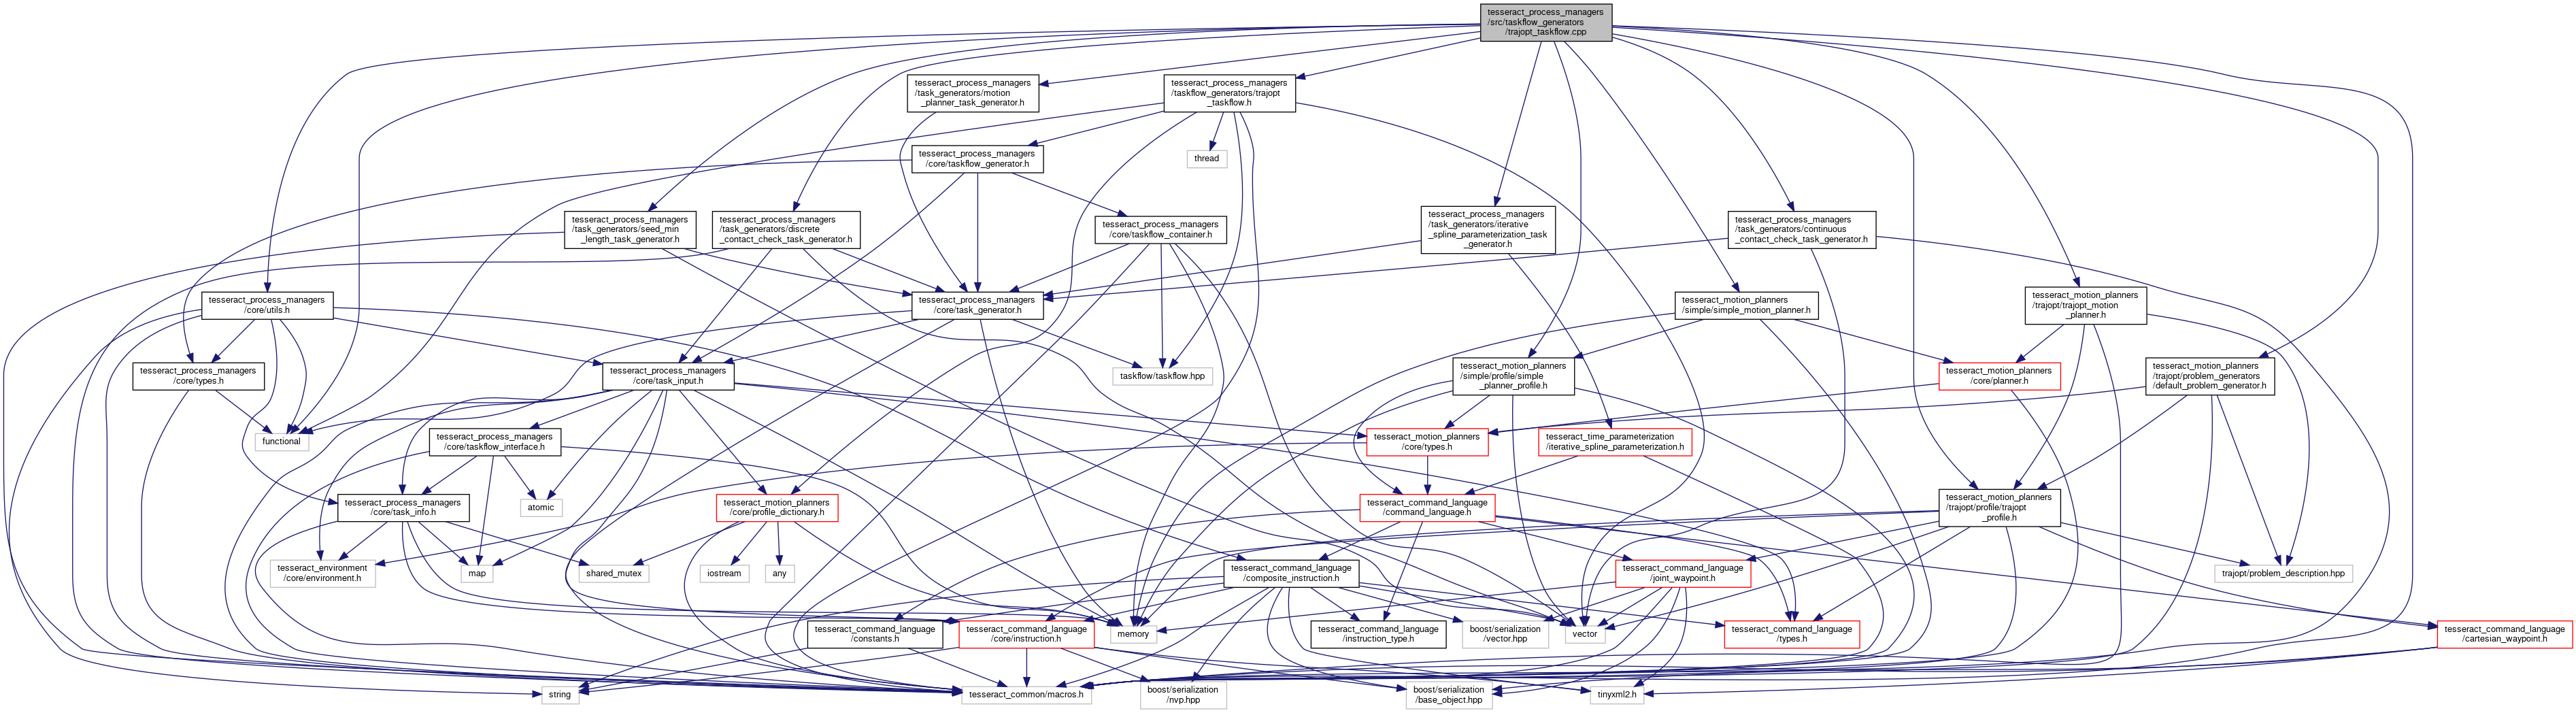 tesseract_process_managers
/src/taskflow_generators
/trajopt_taskflow.cpp
tesseract_process_managers
/task_generators/motion
_planner_task_generator.h
tesseract_process_managers
/taskflow_generators/trajopt
_taskflow.h
tesseract_process_managers
/core/taskflow_generator.h
thread
tesseract_process_managers
/task_generators/seed_min
_length_task_generator.h
tesseract_process_managers
/task_generators/discrete
_contact_check_task_generator.h
tesseract_process_managers
/core/taskflow_container.h
tesseract_process_managers
/task_generators/iterative
_spline_parameterization_task
_generator.h
tesseract_process_managers
/task_generators/continuous
_contact_check_task_generator.h
tesseract_process_managers
/core/utils.h
tesseract_process_managers
/core/task_generator.h
tesseract_motion_planners
/simple/simple_motion_planner.h
tesseract_motion_planners
/trajopt/trajopt_motion
_planner.h
tesseract_process_managers
/core/types.h
tesseract_process_managers
/core/task_input.h
taskflow/taskflow.hpp
tesseract_motion_planners
/simple/profile/simple
_planner_profile.h
tesseract_motion_planners
/core/planner.h
tesseract_motion_planners
/trajopt/problem_generators
/default_problem_generator.h
functional
tesseract_process_managers
/core/taskflow_interface.h
tesseract_motion_planners
/core/types.h
tesseract_time_parameterization
/iterative_spline_parameterization.h
tesseract_process_managers
/core/task_info.h
atomic
tesseract_motion_planners
/core/profile_dictionary.h
tesseract_command_language
/command_language.h
tesseract_motion_planners
/trajopt/profile/trajopt
_profile.h
tesseract_environment
/core/environment.h
map
shared_mutex
iostream
any
tesseract_command_language
/composite_instruction.h
tesseract_command_language
/joint_waypoint.h
trajopt/problem_description.hpp
tesseract_command_language
/constants.h
tesseract_command_language
/core/instruction.h
memory
tesseract_command_language
/instruction_type.h
boost/serialization
/vector.hpp
vector
tesseract_command_language
/types.h
tesseract_command_language
/cartesian_waypoint.h
string
tesseract_common/macros.h
boost/serialization
/nvp.hpp
boost/serialization
/base_object.hpp
tinyxml2.h